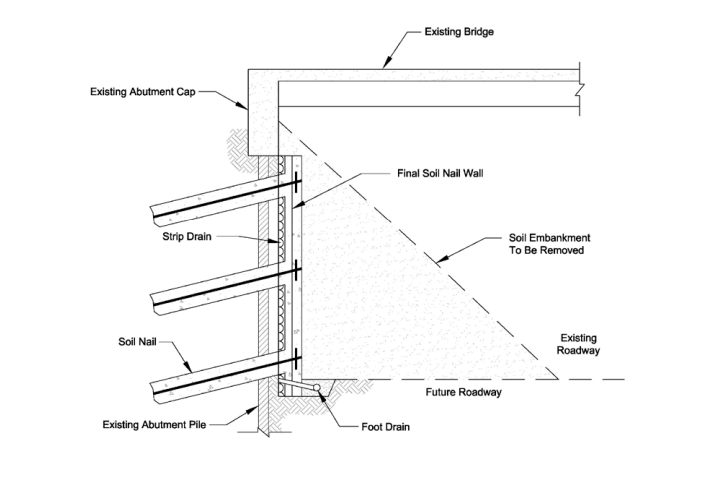 Existing Bridge
Existing Abutment Cap
Final Soil Nail Wall
Strip Drain
Soil Embankment
To Be Removed
Existing
Roadway
Soil Nail
Future Roadway
Existing Abutment Pile
Foot Drain